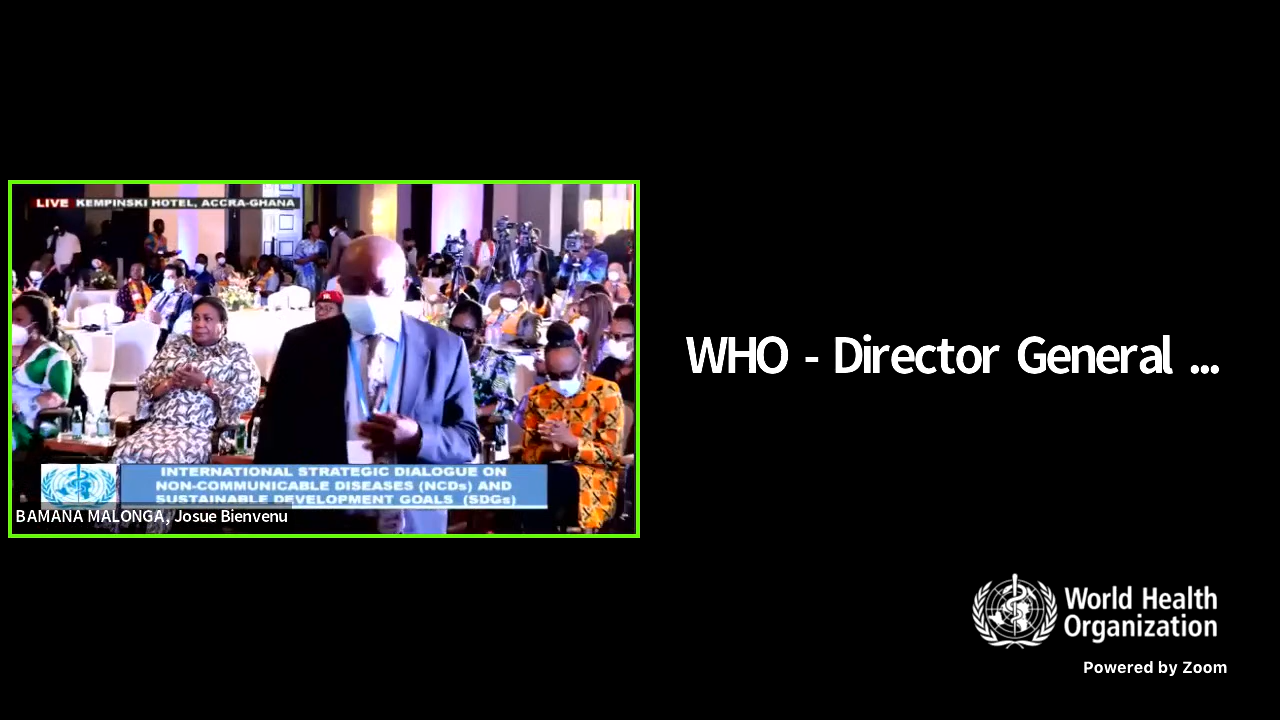 LIVE KEMPINSKI HOTEL, ACCRA-GHANA
INTERNATIONAL STRATEGIC DIALOGUE ON
NON-COMMUNICABLE DISEASES (NCDs) AND
SUSTAINABLE DEVELOPMENT GOALS (SDGs)
BAMANA MALONGA, Josue Bienvenu
WHO - Director General ...
World Health
Organization
Powered by Zoom